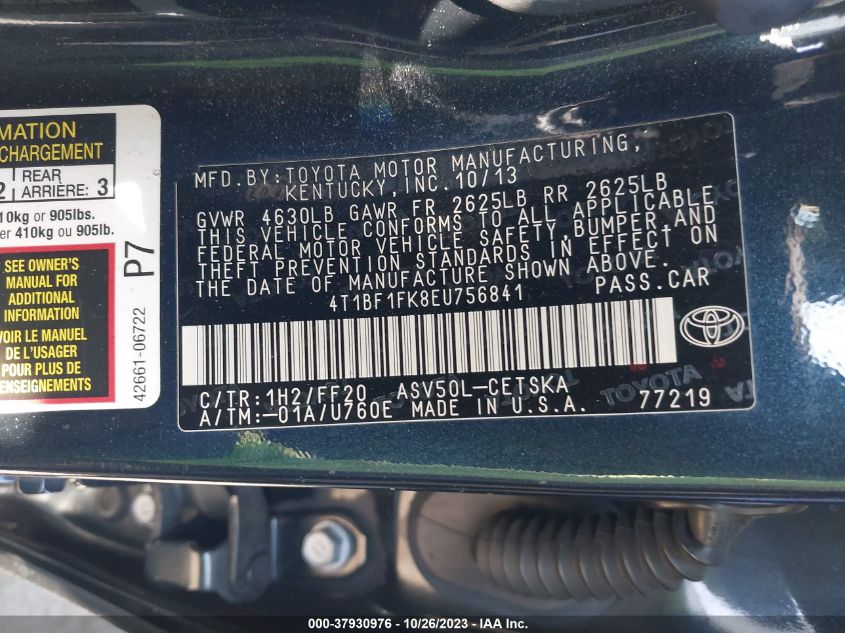 MATION
CHARGEMENT
2
REAR
ARRIÈRE: 3
10kg or 905lbs.
er 410kg ou 905lb.
SEE OWNER'S
MANUAL FOR
ADDITIONAL
INFORMATION
VOIR LE MANUEL
DE L'USAGER
POUR PLUS DE
RENSEIGNEMENTS
P7
42661-06722
MFD.BY:TOYOTA MOTOR MANUFACTURING,
KENTUCKY,INC.10/13
GVWR 4630LB GAWR FR 2625LB RR 2625LB
THIS VEHICLE CONFORMS TO ALL APPLICABLE
FEDERAL MOTOR VEHICLE SAFETY,BUMPER,AND
THEFT PREVENTION STANDARDS IN EFFECT ON
THE DATE OF MANUFACTURE SHOWN ABOVE.
4T1BF1FK8EU756841 PASS.CAR
C/TR:1H2/FF20 ASV50L-CETSKA
A/TM:-01A/U760E MADE IN U.S.A. 77219
TOYOTA
000-37930976 - 10/26/2023 - IAA Inc.